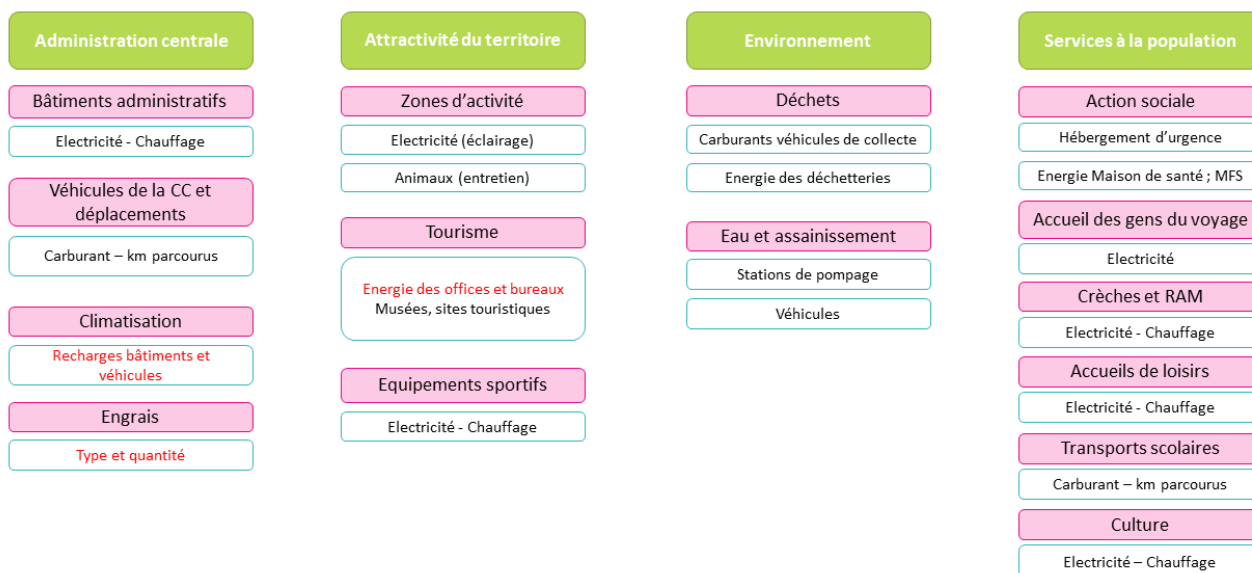 Administration centrale
Bâtiments administratifs
Electricité - Chauffage
Véhicules de la CC et
déplacements
Carburant – km parcourus
Climatisation
Recharges bâtiments et
véhicules
Engrais
Type et quantité
Attractivité du territoire
Zones d’activité
Electricité (éclairage)
Animaux (entretien)
Tourisme
Energie des offices et bureaux
Musées, sites touristiques
Equipements sportifs
Electricité - Chauffage
Environnement
Déchets
Carburants véhicules de collecte
Energie des déchetteries
Eau et assainissement
Stations de pompage
Véhicules
Services à la population
Action sociale
Hébergement d’urgence
Energie Maison de santé ; MFS
Accueil des gens du voyage
Electricité
Crèches et RAM
Electricité - Chauffage
Accueils de loisirs
Electricité - Chauffage
Transports scolaires
Carburant – km parcourus
Culture
Electricité – Chauffage